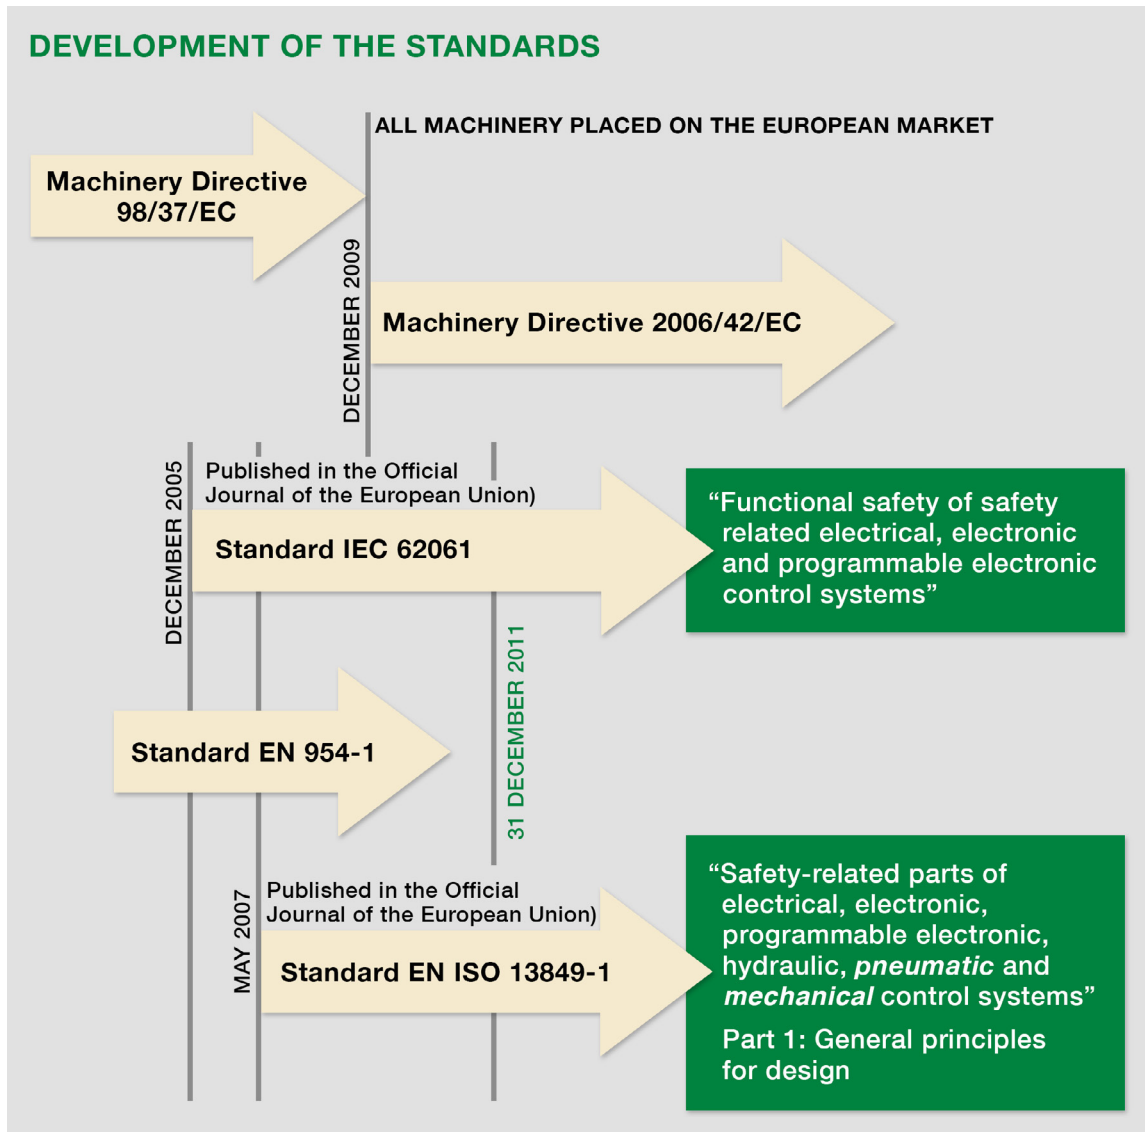 DEVELOPMENT OF THE STANDARDS
ALL MACHINERY PLACED ON THE EUROPEAN MARKET
Machinery Directive
98/37/EC
DECEMBER 2009
Machinery Directive 2006/42/EC
DECEMBER 2005
Published in the Official
Journal of the European Union)
Standard IEC 62061
“Functional safety of safety
related electrical, electronic
and programmable electronic
control systems”
31 DECEMBER 2011
Standard EN 954-1
MAY 2007
Published in the Official
Journal of the European Union)
Standard EN ISO 13849-1
“Safety-related parts of
electrical, electronic,
programmable electronic,
hydraulic, pneumatic and
mechanical control systems”
Part 1: General principles
for design